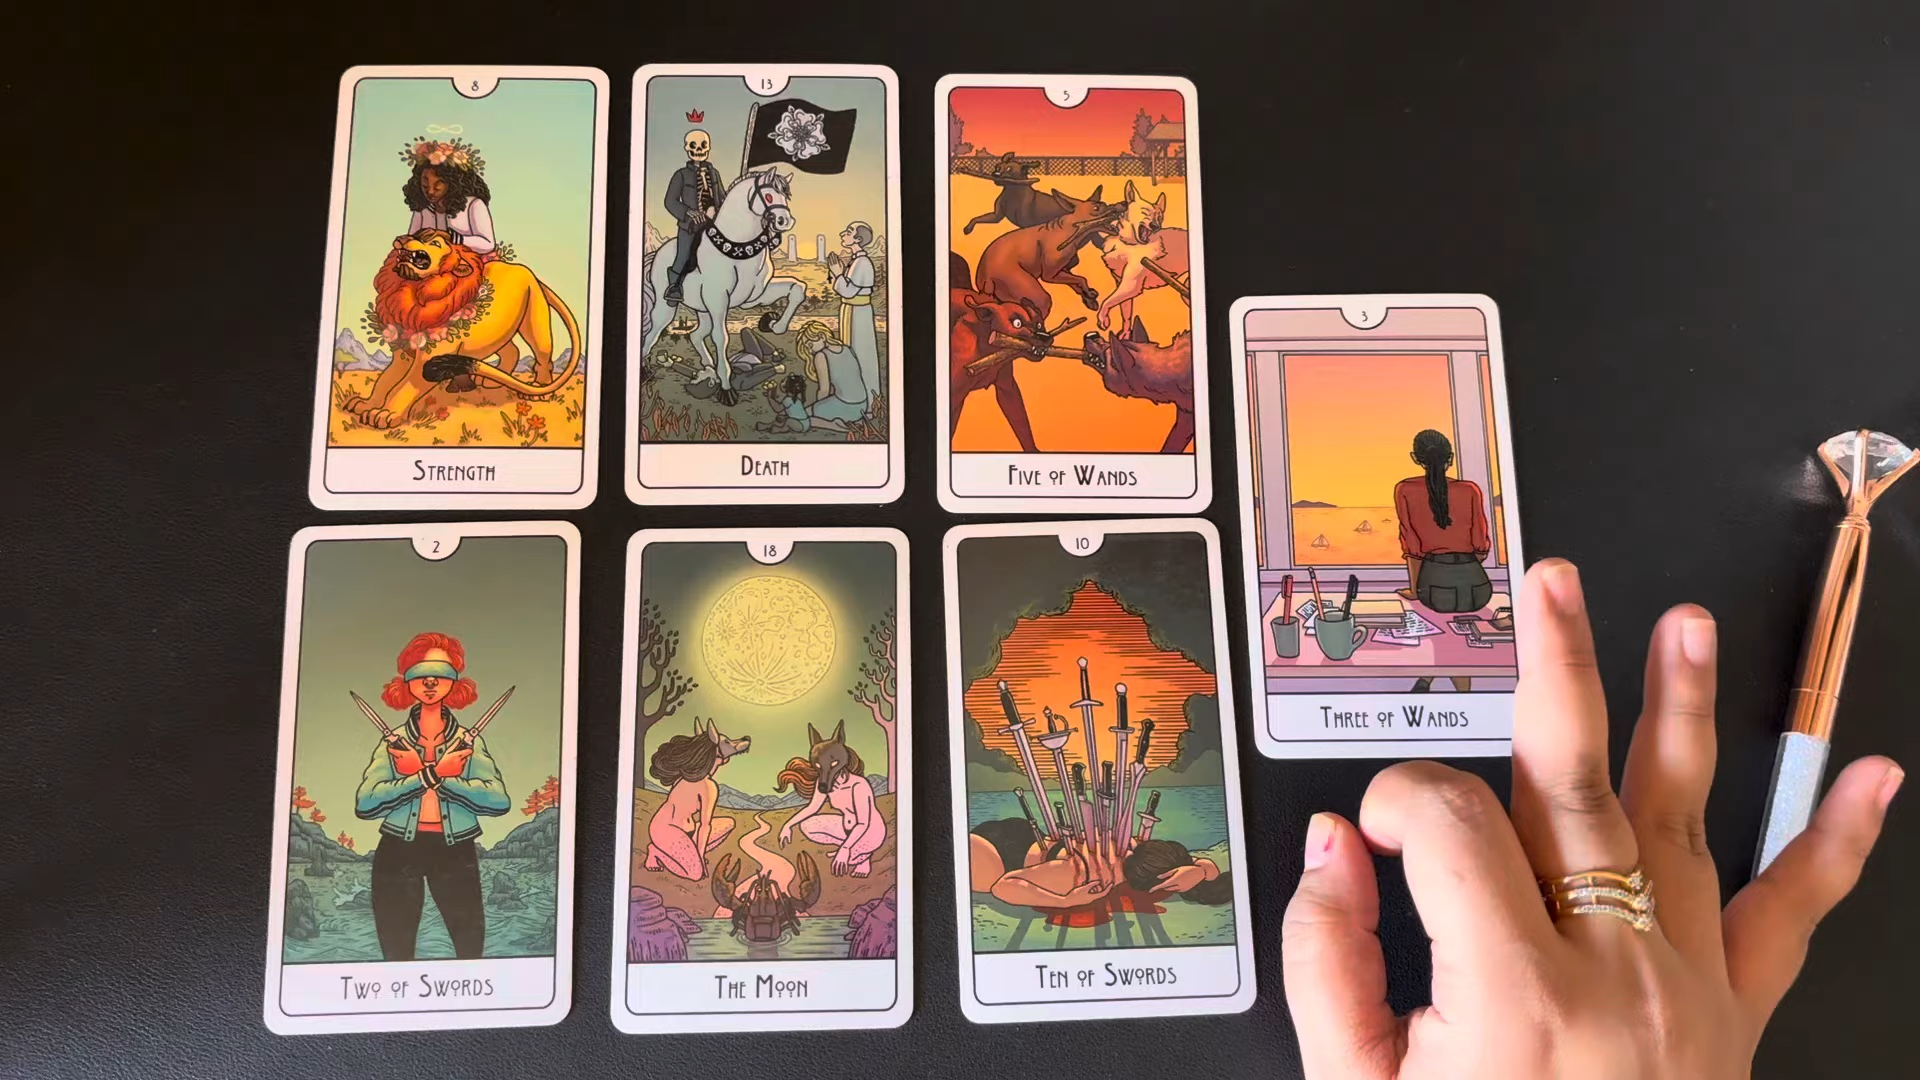 8
STRENGTH
13
DEATH
5
FIVE OF WANDS
3
THREE OF WANDS
2
TWO OF SWORDS
18
THE MOON
10
TEN OF SWORDS